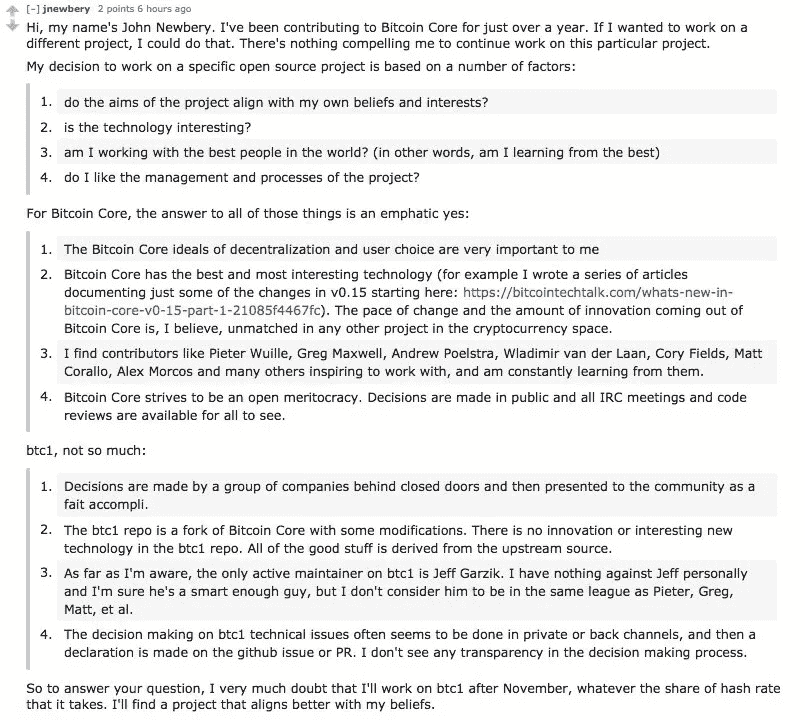 [-] jnewbery 2 points 6 hours ago
Hi, my name's John Newbery. I've been contributing to Bitcoin Core for just over a year. If I wanted to work on a
different project, I could do that. There's nothing compelling me to continue work on this particular project.
My decision to work on a specific open source project is based on a number of factors:
1. do the aims of the project align with my own beliefs and interests?
2. is the technology interesting?
3. am I working with the best people in the world? (in other words, am I learning from the best)
4. do I like the management and processes of the project?
For Bitcoin Core, the answer to all of those things is an emphatic yes:
1. The Bitcoin Core ideals of decentralization and user choice are very important to me
2. Bitcoin Core has the best and most interesting technology (for example I wrote a series of articles
documenting just some of the changes in v0.15 starting here: https://bitcointechtalk.com/whats-new-in-
bitcoin-core-v0-15-part-1-21085f4467fc). The pace of change and the amount of innovation coming out of
Bitcoin Core is, I believe, unmatched in any other project in the cryptocurrency space.
3. I find contributors like Pieter Wuille, Greg Maxwell, Andrew Poelstra, Wladimir van der Laan, Cory Fields, Matt
Corallo, Alex Morcos and many others inspiring to work with, and am constantly learning from them.
4. Bitcoin Core strives to be an open meritocracy. Decisions are made in public and all IRC meetings and code
reviews are available for all to see.
btc1, not so much:
1. Decisions are made by a group of companies behind closed doors and then presented to the community as a
fait accompli.
2. The btc1 repo is a fork of Bitcoin Core with some modifications. There is no innovation or interesting new
technology in the btc1 repo. All of the good stuff is derived from the upstream source.
3. As far as I'm aware, the only active maintainer on btc1 is Jeff Garzik. I have nothing against Jeff personally
and I'm sure he's a smart enough guy, but I don't consider him to be in the same league as Pieter, Greg,
Matt, et al.
4. The decision making on btc1 technical issues often seems to be done in private or back channels, and then a
declaration is made on the github issue or PR. I don't see any transparency in the decision making process.
So to answer your question, I very much doubt that I'll work on btc1 after November, whatever the share of hash rate
that it takes. I'll find a project that aligns better with my beliefs.